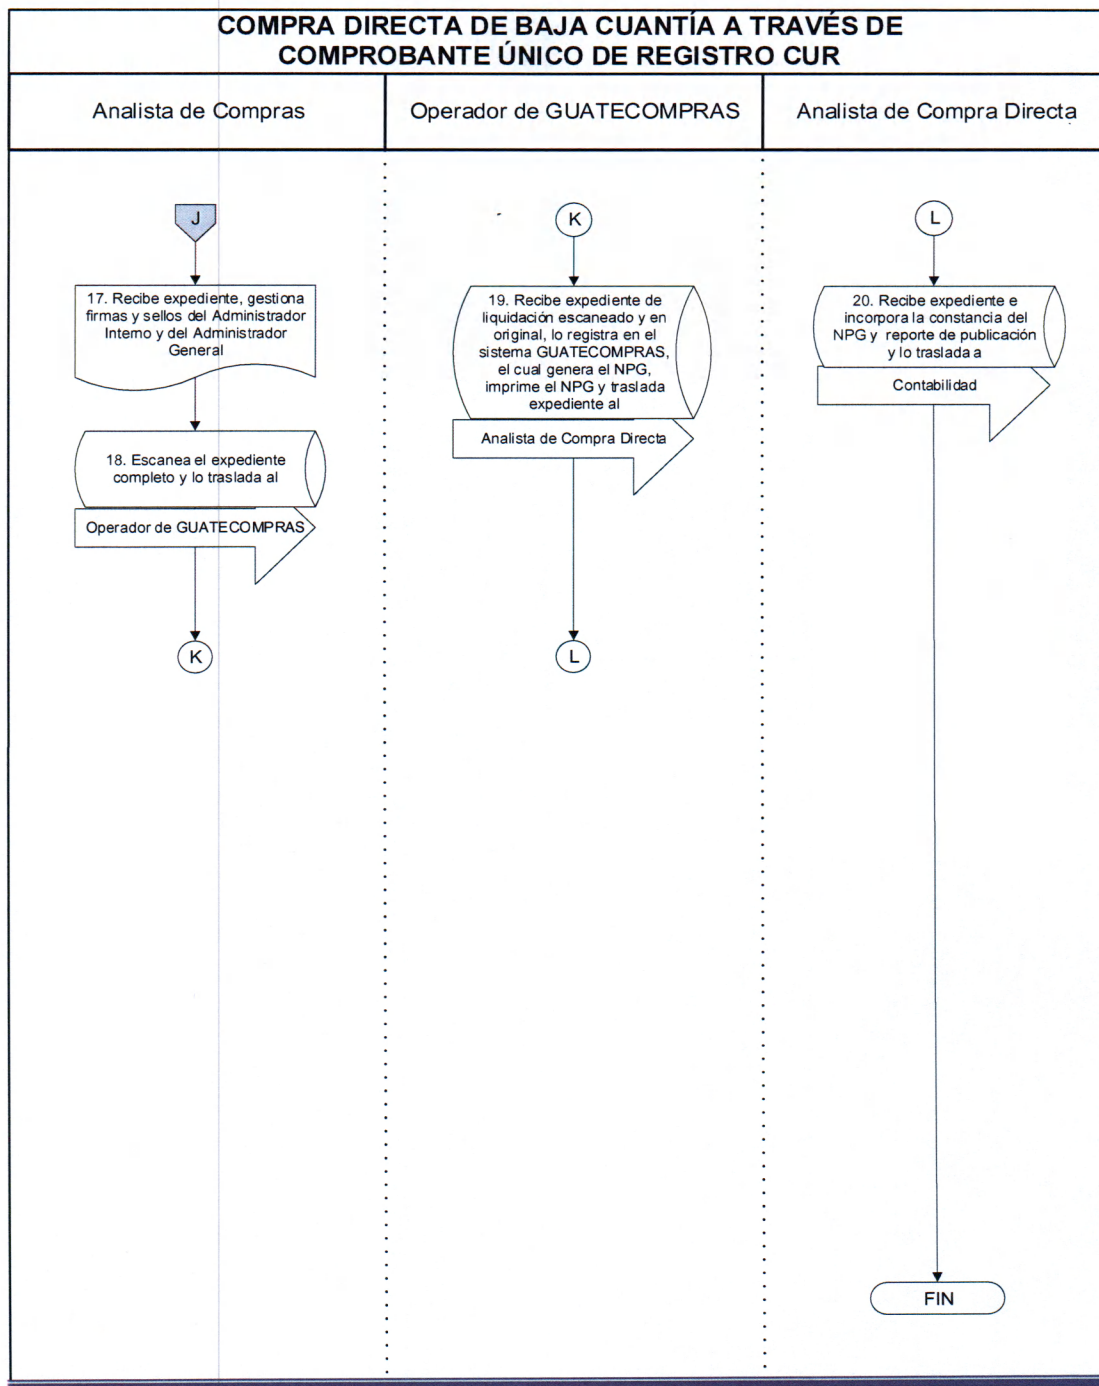 COMPRA DIRECTA DE BAJA CUANTÍA A TRAVÉS DE
COMPROBANTE ÚNICO DE REGISTRO CUR
Analista de Compras
Operador de GUATECOMPRAS
Analista de Compra Directa
J
17. Recibe expediente, gestiona
firmas y sellos del Administrador
Interno y del Administrador
General
18. Escanea el expediente
completo y lo traslada al
Operador de GUATECOMPRAS
K
K
19. Recibe expediente de
liquidación escaneado y en
original, lo registra en el
sistema GUATECOMPRAS,
el cual genera el NPG,
imprime el NPG y traslada
expediente al
Analista de Compra Directa
L
L
20. Recibe expediente e
incorpora la constancia del
NPG y reporte de publicación
y lo traslada a
Contabilidad
FIN